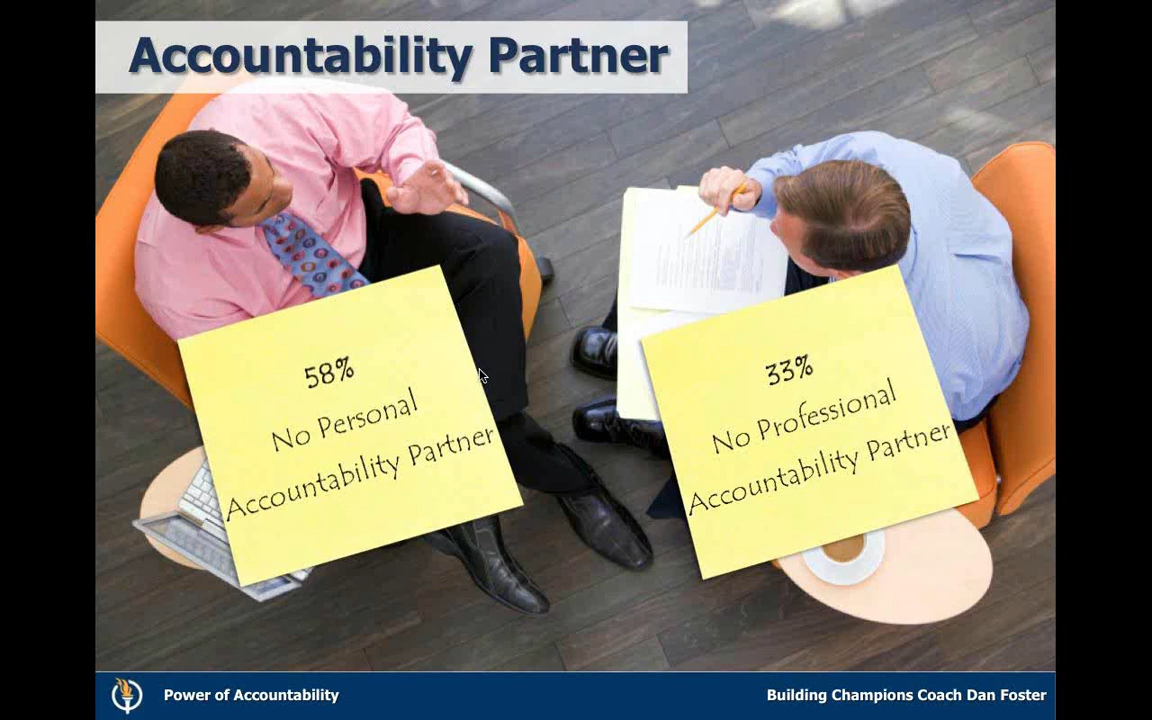 Accountability Partner
58%
No Personal
Accountability Partner
33%
No Professional
Accountability Partner
Power of Accountability
Building Champions Coach Dan Foster